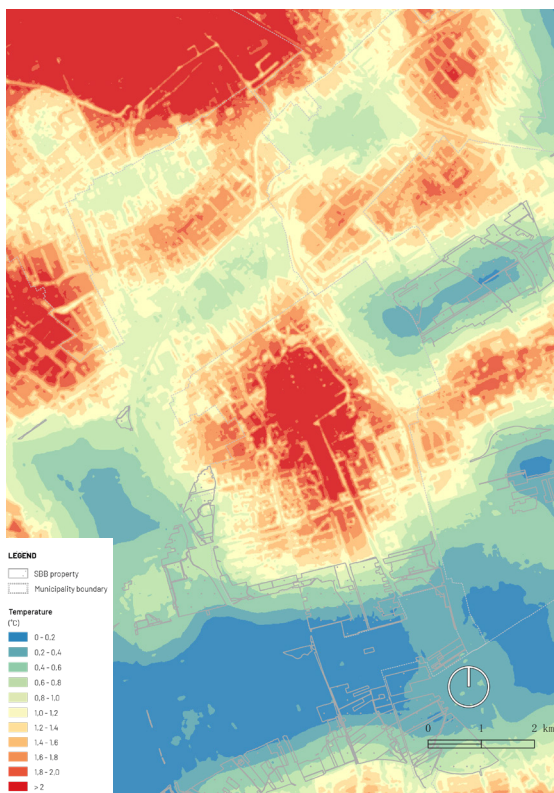 LEGEND
SBB property
Municipality boundary
Temperature
(°C)
0 - 0.2
0.2 - 0.4
0.4 - 0.6
0.6 - 0.8
0.8 - 1.0
1.0 - 1.2
1.2 - 1.4
1.4 - 1.6
1.6 - 1.8
1.8 - 2.0
> 2
0 1 2 km